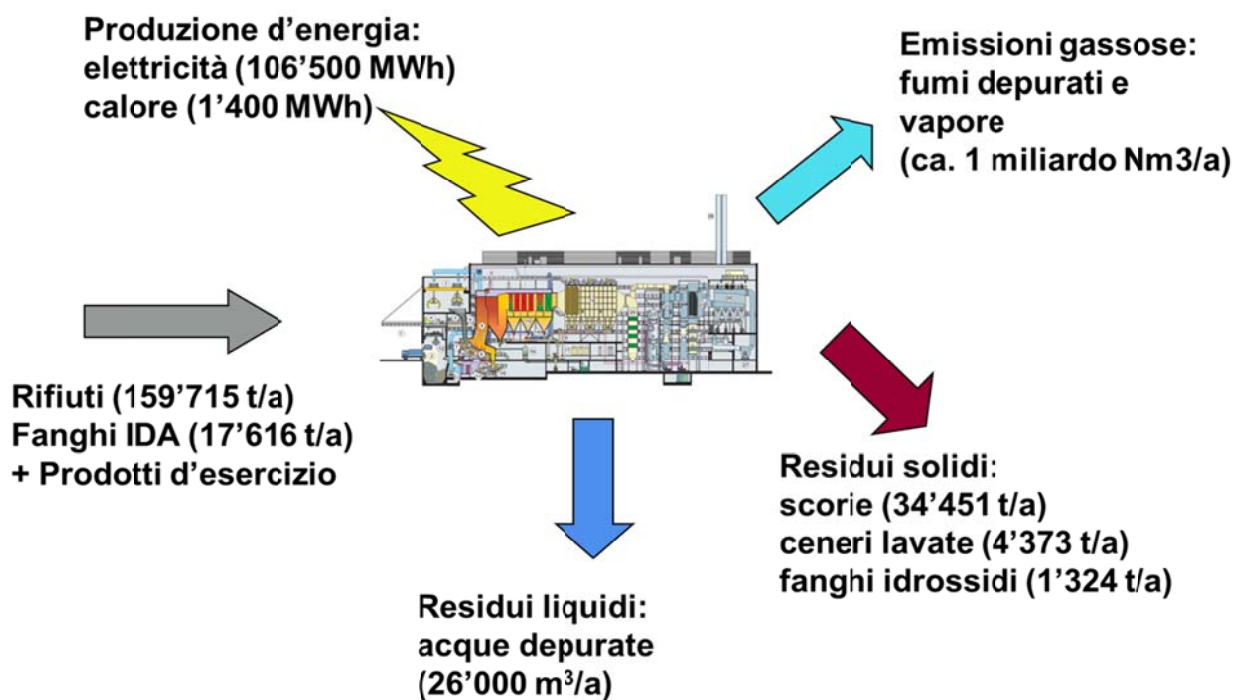 Produzione d’energia:
elettricità (106’500 MWh)
calore (1’400 MWh)
Emissioni gassose:
fumi depurati e
vapore
(ca. 1 miliardo Nm3/a)
Rifiuti (159’715 t/a)
Fanghi IDA (17’616 t/a)
+ Prodotti d’esercizio
Residui solidi:
scorie (34’451 t/a)
ceneri lavate (4’373 t/a)
fanghi idrossidi (1’324 t/a)
Residui liquidi:
acque depurate
(26’000 m³/a)